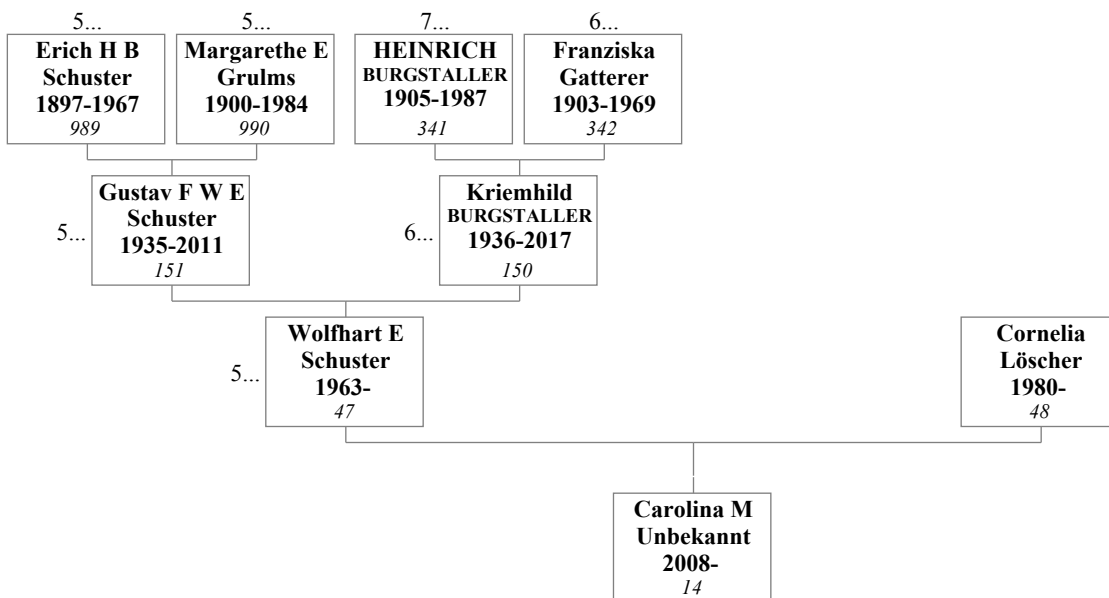 5...
5...
7...
6...
Erich H B
Schuster
1897-1967
989
Margarethe E
Grulms
1900-1984
990
HEINRICH
BURGSTALLER
1905-1987
341
Franziska
Gatterer
1903-1969
342
5...
Gustav F W E
Schuster
1935-2011
151
6...
Kriemhild
BURGSTALLER
1936-2017
150
5...
Wolfhart E
Schuster
1963-
47
Cornelia
Löscher
1980-
48
Carolina M
Unbekannt
2008-
14